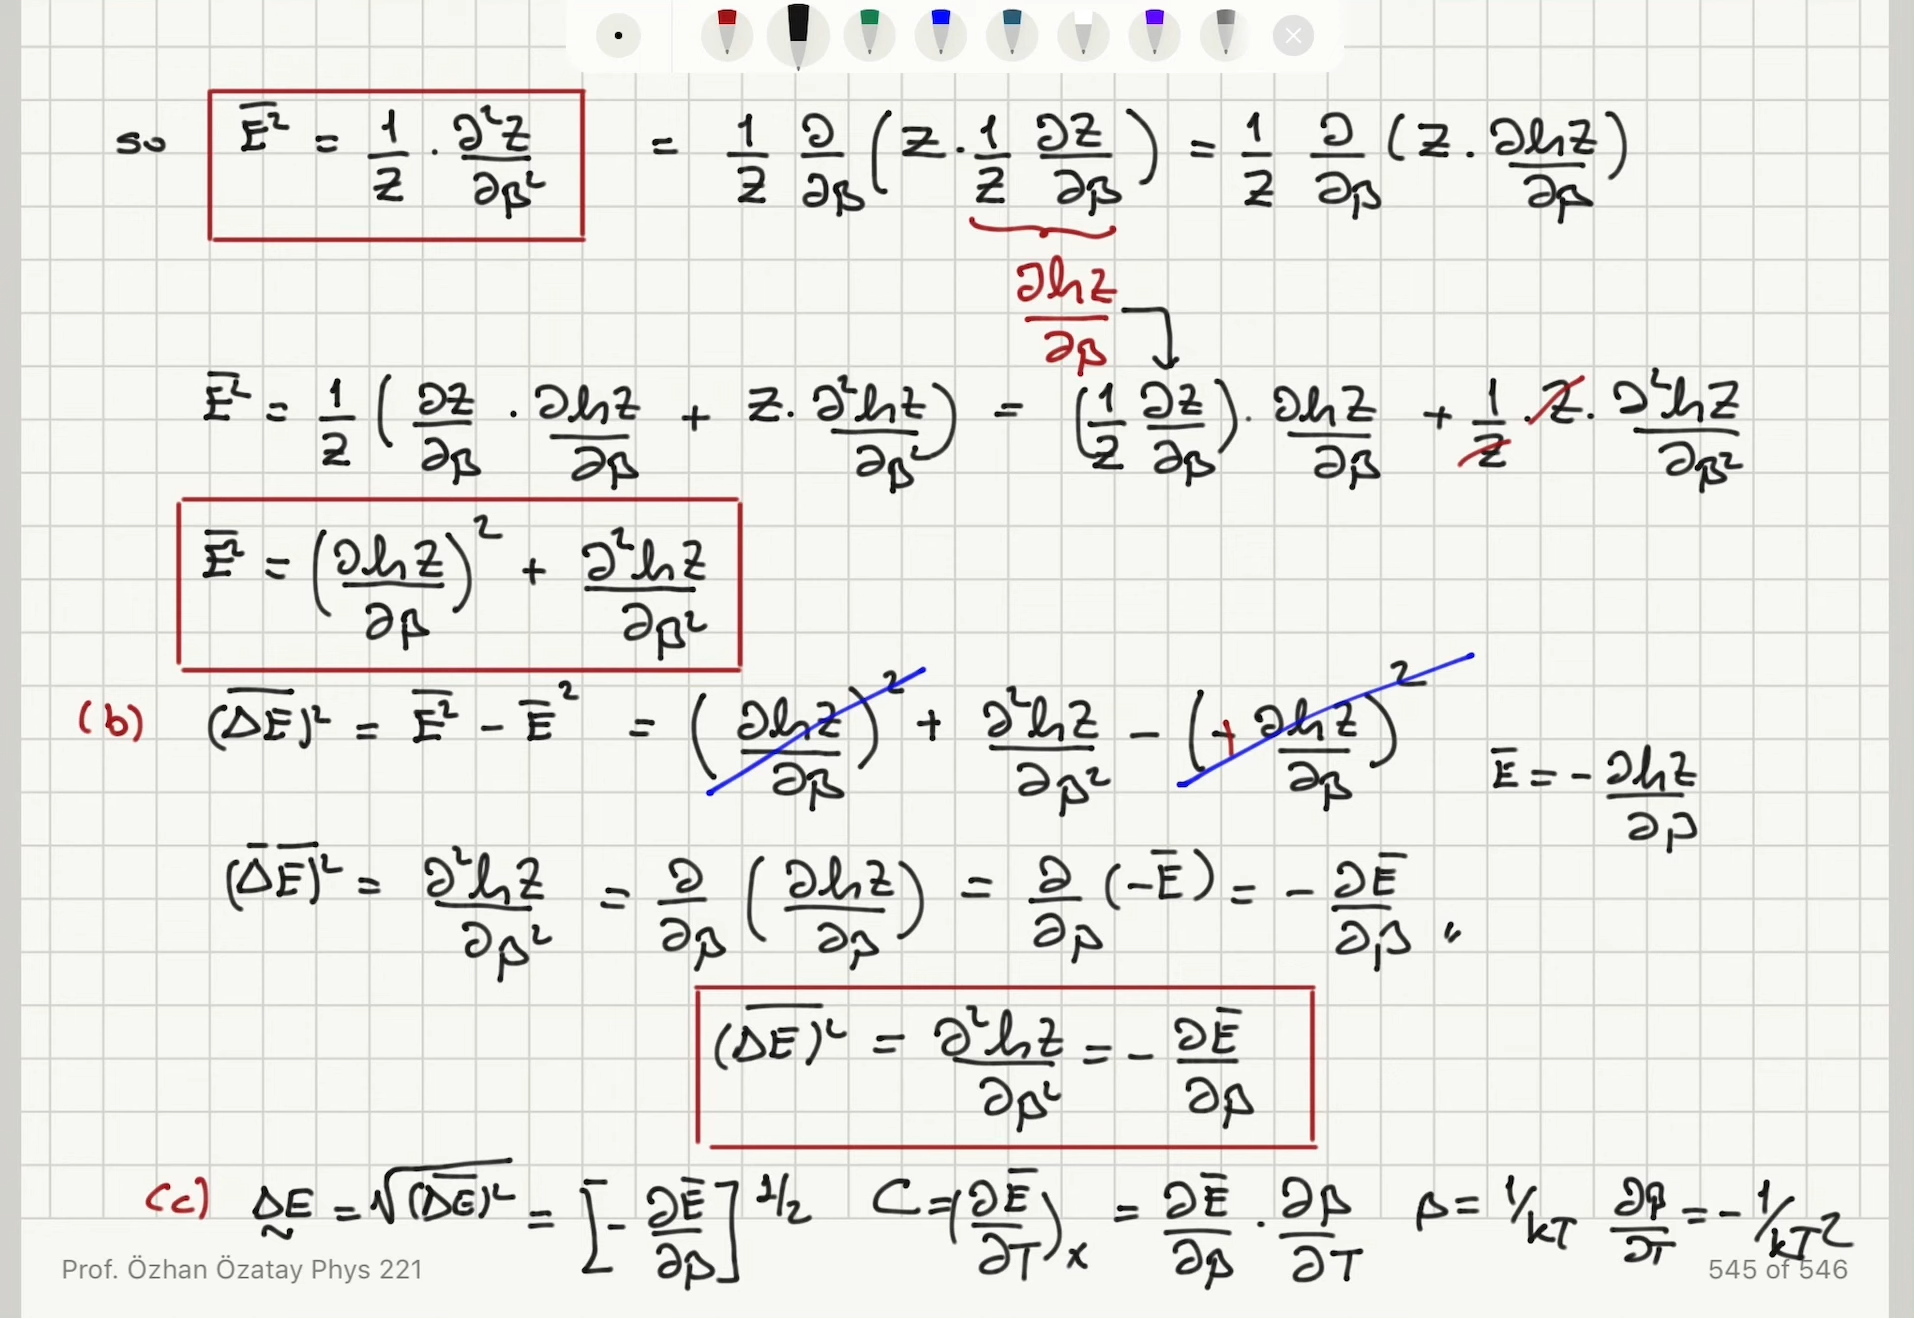 so E̅² = 1/Z · ∂²Z/∂β² = 1/Z ∂/∂β (Z · 1/Z ∂Z/∂β) = 1/Z ∂/∂β (Z · ∂lnZ/∂β)
∂lnZ/∂β
E̅² = 1/Z (∂Z/∂β · ∂lnZ/∂β + Z · ∂²lnZ/∂β²) = (1/Z ∂Z/∂β) · ∂lnZ/∂β + 1/Z · Z · ∂²lnZ/∂β²
E̅² = (∂lnZ/∂β)² + ∂²lnZ/∂β²
(b) (ΔE)² = E̅² − E̅ ² = (∂lnZ/∂β)² + ∂²lnZ/∂β² − (+ ∂lnZ/∂β)²
E̅ = − ∂lnZ/∂β
(ΔE)² = ∂²lnZ/∂β² = ∂/∂β (∂lnZ/∂β) = ∂/∂β (−E̅) = − ∂E̅/∂β
(ΔE)² = ∂²lnZ/∂β² = − ∂E̅/∂β
(c) ΔE = √(ΔE)² = [− ∂E̅/∂β]^1/2 C = (∂E̅/∂T)x = ∂E̅/∂β · ∂β/∂T β = 1/kT ∂β/∂T = − 1/kT²
Prof. Özhan Özatay Phys 221
545 of 546